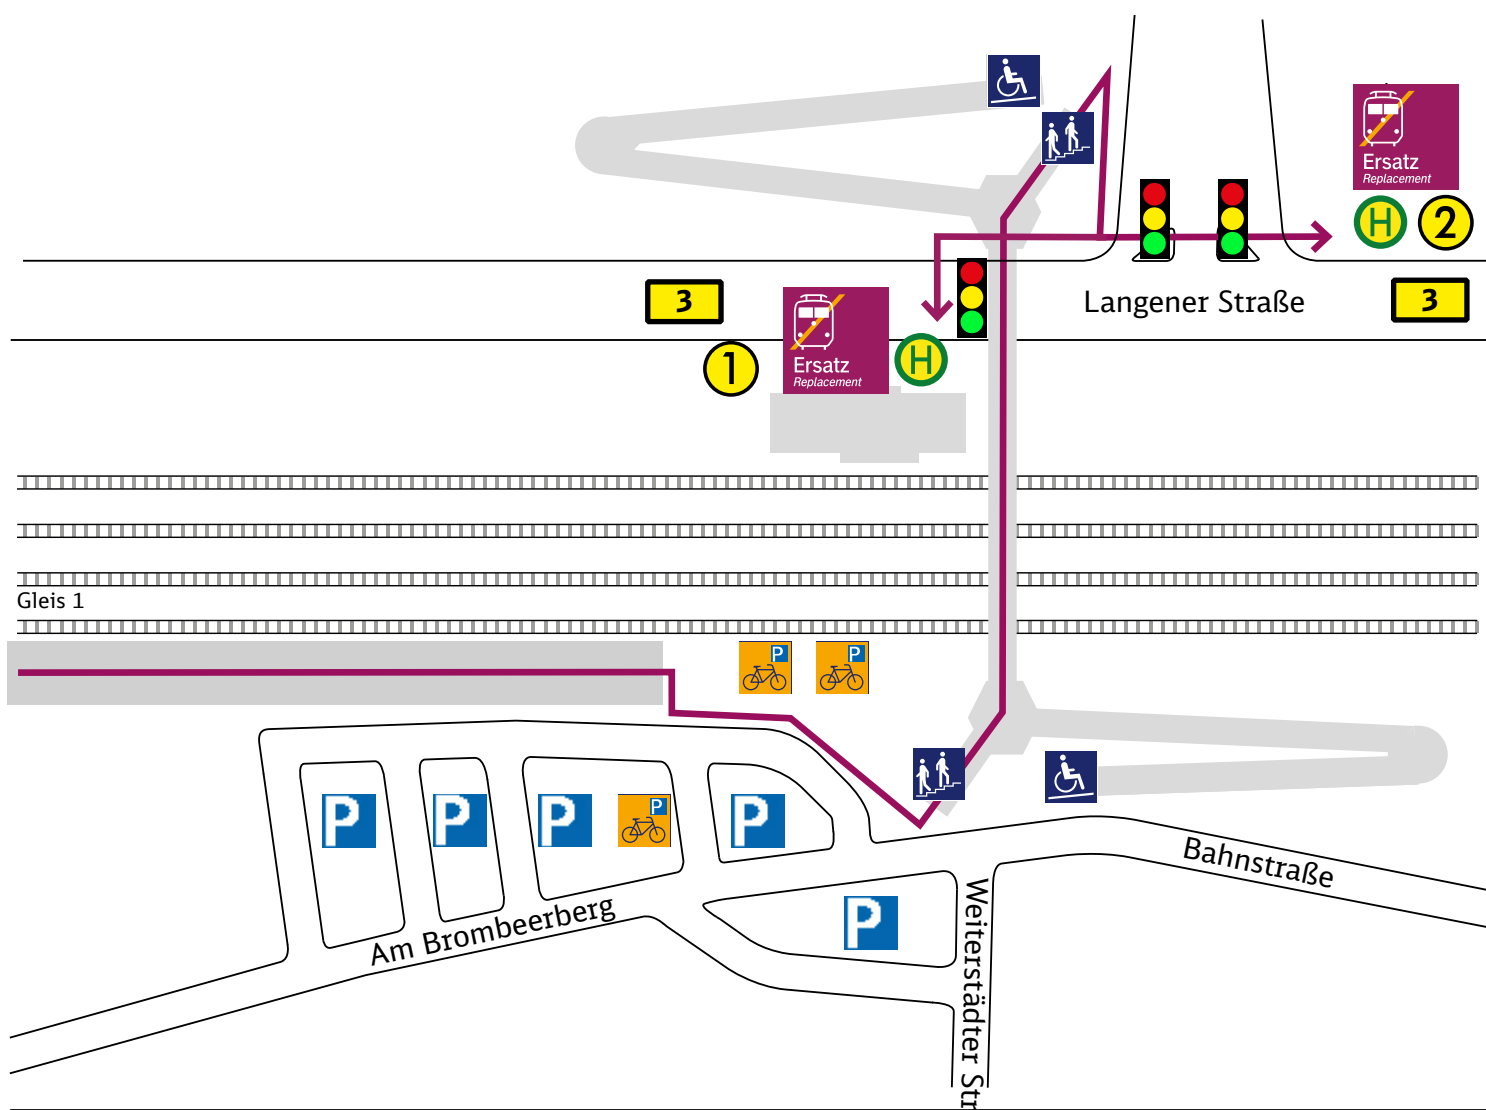 Ersatz
Replacement
H
2
3
Langener Straße
3
1
Ersatz
Replacement
H
Gleis 1
P
P
P
P
P
P
P
Bahnstraße
P
Am Brombeerberg
Weiterstädter Str